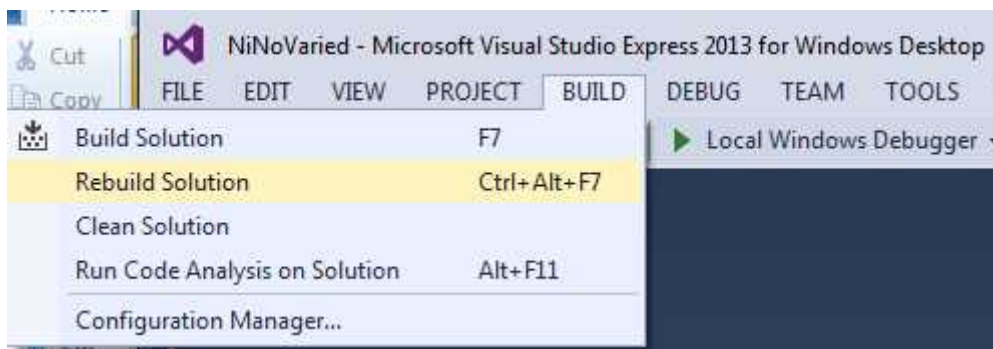 Cut
Copy
NiNoVaried - Microsoft Visual Studio Express 2013 for Windows Desktop
FILE EDIT VIEW PROJECT BUILD DEBUG TEAM TOOLS
Local Windows Debugger
Build Solution F7
Rebuild Solution Ctrl+Alt+F7
Clean Solution
Run Code Analysis on Solution Alt+F11
Configuration Manager...